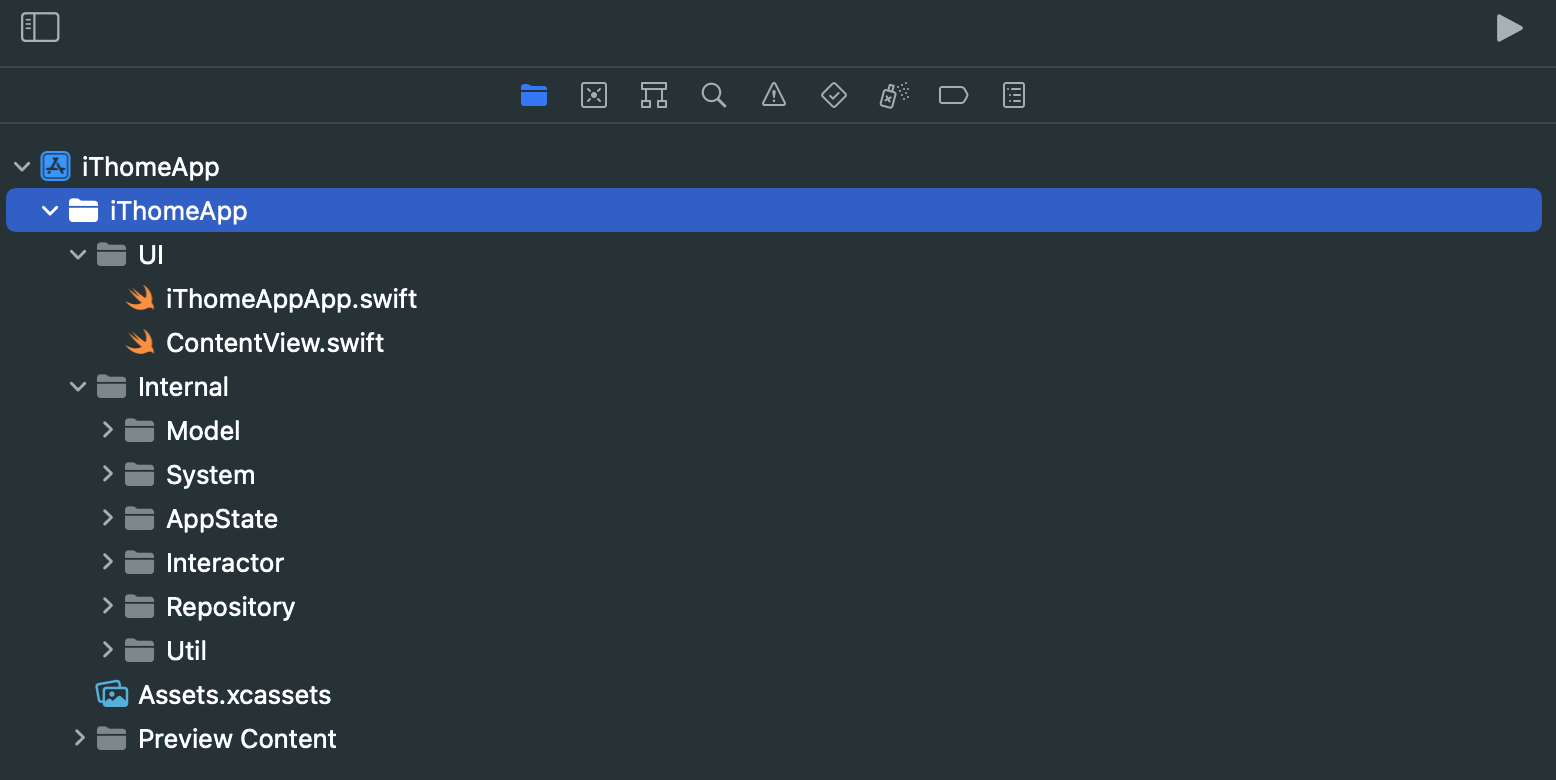 iThomeApp
iThomeApp
UI
iThomeAppApp.swift
ContentView.swift
Internal
Model
System
AppState
Interactor
Repository
Util
Assets.xcassets
Preview Content